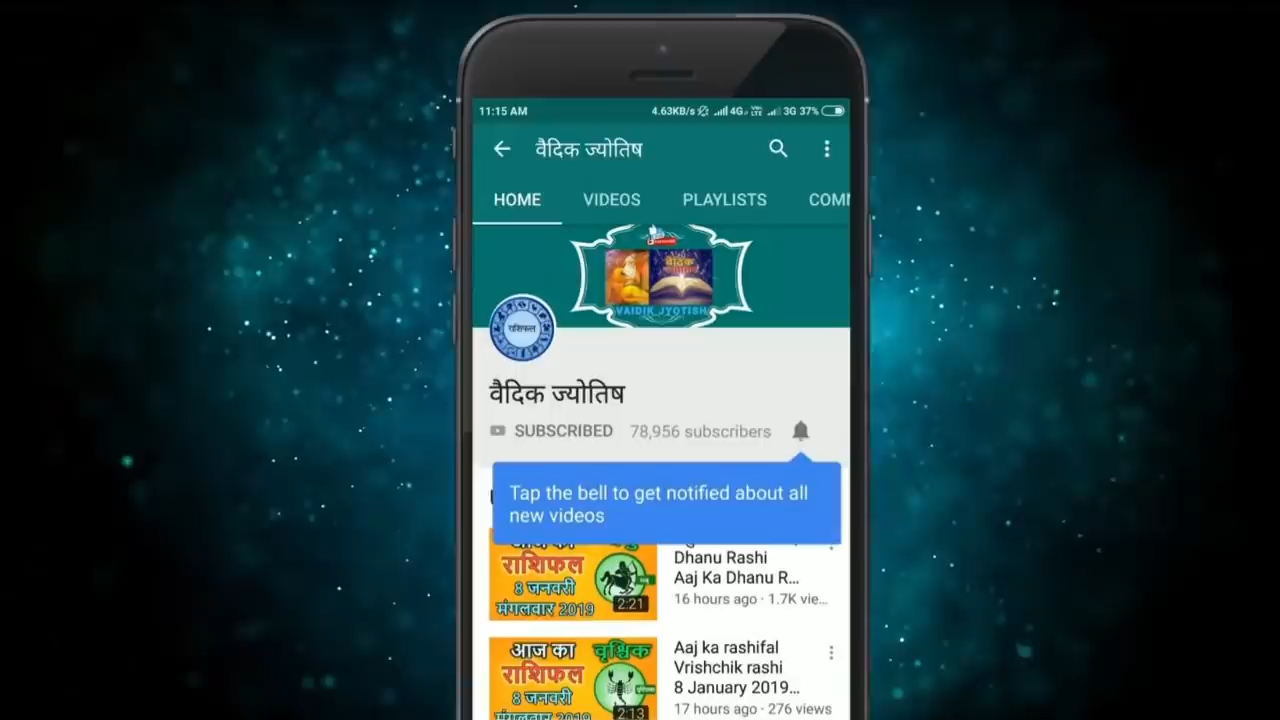 11:15 AM
4.63KB/s 4G 3G 37%
वैदिक ज्योतिष
HOME VIDEOS PLAYLISTS COMM
वैदिक
VAIDIK JYOTISH
राशिफल
वैदिक ज्योतिष
SUBSCRIBED 78,956 subscribers
Tap the bell to get notified about all
new videos
राशिफल
8 जनवरी
मंगलवार 2019
2:21
Dhanu Rashi
Aaj Ka Dhanu R...
16 hours ago · 1.7K vie...
आज का वृश्चिक
राशिफल
8 जनवरी
मंगलवार 2019
2:13
Aaj ka rashifal
Vrishchik rashi
8 January 2019...
17 hours ago · 276 views